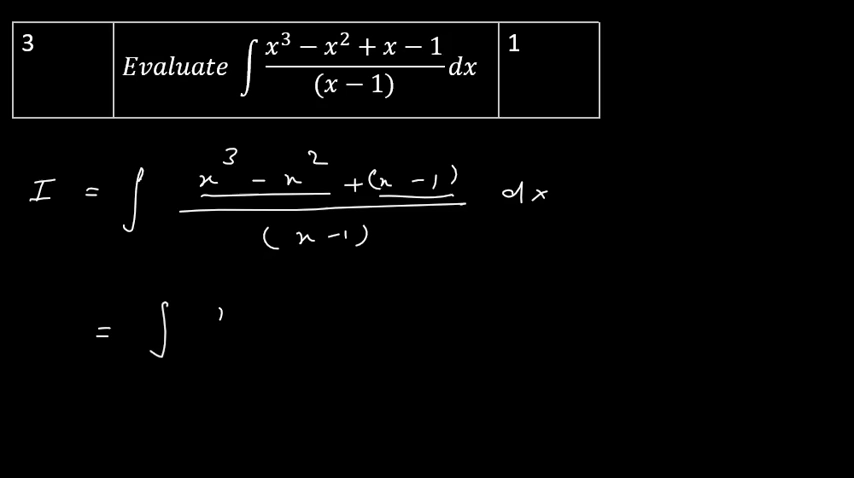 3 Evaluate ∫ (x³ − x² + x − 1)/(x − 1) dx 1
I = ∫ (x³ − x² + (x − 1))/(x − 1) dx
= ∫